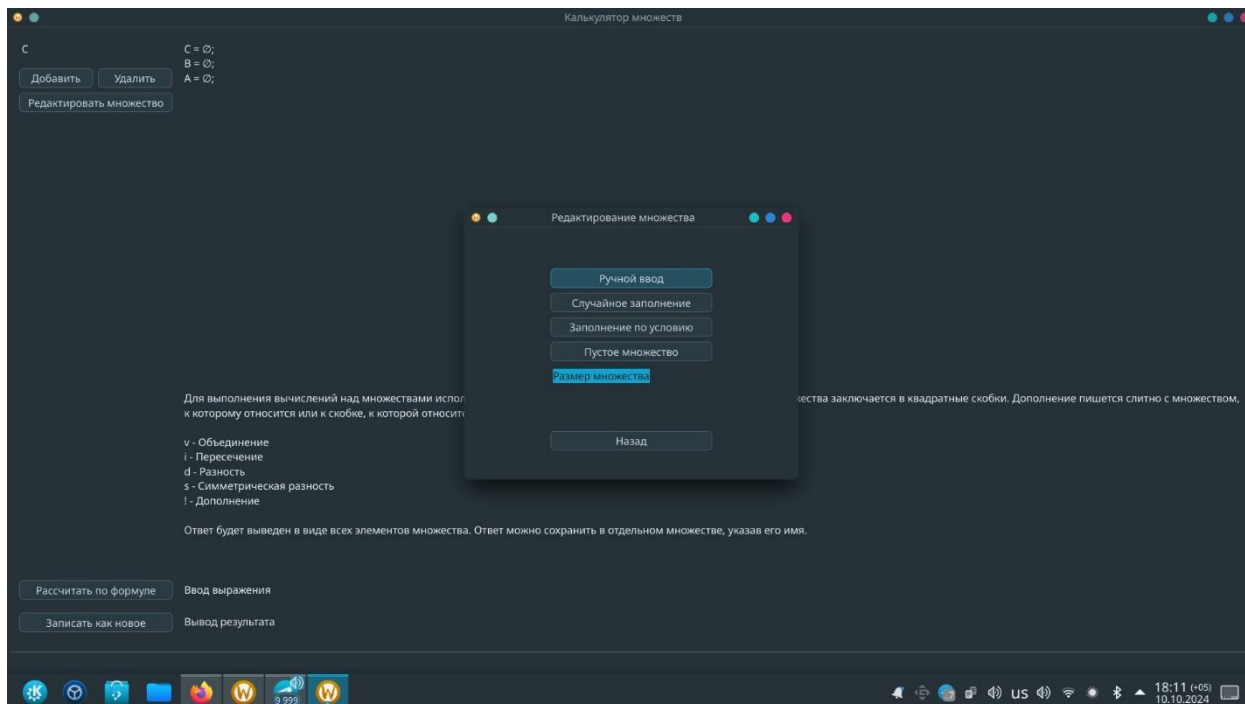 Калькулятор множеств
C
C = ∅;
B = ∅;
A = ∅;
Добавить
Удалить
Редактировать множество
Редактирование множества
Ручной ввод
Случайное заполнение
Заполнение по условию
Пустое множество
Размер множества
Назад
Для выполнения вычислений над множествами заключается в квадратные скобки. Дополнение пишется слитно с множеством,
к которому относится или к скобке, к которой
v - Объединение
i - Пересечение
d - Разность
s - Симметрическая разность
! - Дополнение
Ответ будет выведен в виде всех элементов множества. Ответ можно сохранить в отдельном множестве, указав его имя.
Рассчитать по формуле
Ввод выражения
Записать как новое
Вывод результата
9 999
us
18:11 (+05)
10.10.2024